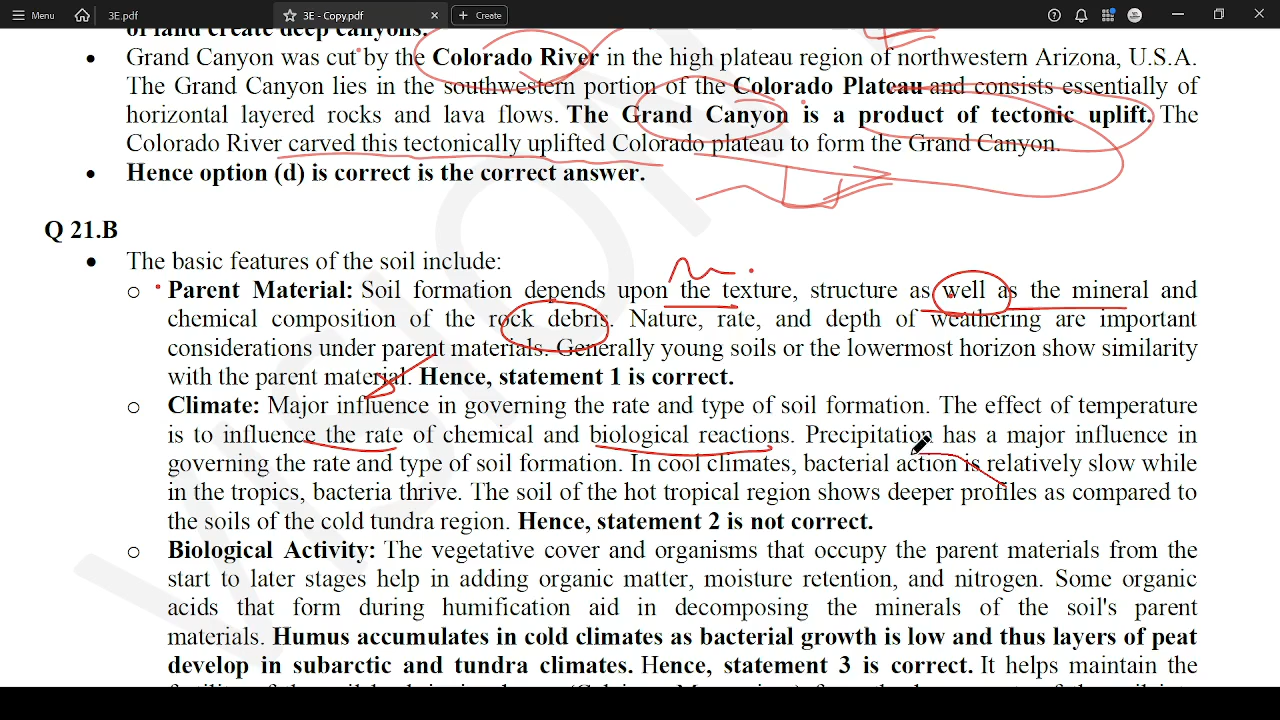 Menu 3E.pdf 3E - Copy.pdf Create
of land create deep canyons.
• Grand Canyon was cut by the Colorado River in the high plateau region of northwestern Arizona, U.S.A.
The Grand Canyon lies in the southwestern portion of the Colorado Plateau and consists essentially of
horizontal layered rocks and lava flows. The Grand Canyon is a product of tectonic uplift. The
Colorado River carved this tectonically uplifted Colorado plateau to form the Grand Canyon.
• Hence option (d) is correct is the correct answer.
Q 21.B
• The basic features of the soil include:
o Parent Material: Soil formation depends upon the texture, structure as well as the mineral and
chemical composition of the rock debris. Nature, rate, and depth of weathering are important
considerations under parent materials. Generally young soils or the lowermost horizon show similarity
with the parent material. Hence, statement 1 is correct.
o Climate: Major influence in governing the rate and type of soil formation. The effect of temperature
is to influence the rate of chemical and biological reactions. Precipitation has a major influence in
governing the rate and type of soil formation. In cool climates, bacterial action is relatively slow while
in the tropics, bacteria thrive. The soil of the hot tropical region shows deeper profiles as compared to
the soils of the cold tundra region. Hence, statement 2 is not correct.
o Biological Activity: The vegetative cover and organisms that occupy the parent materials from the
start to later stages help in adding organic matter, moisture retention, and nitrogen. Some organic
acids that form during humification aid in decomposing the minerals of the soil's parent
materials. Humus accumulates in cold climates as bacterial growth is low and thus layers of peat
develop in subarctic and tundra climates. Hence, statement 3 is correct. It helps maintain the